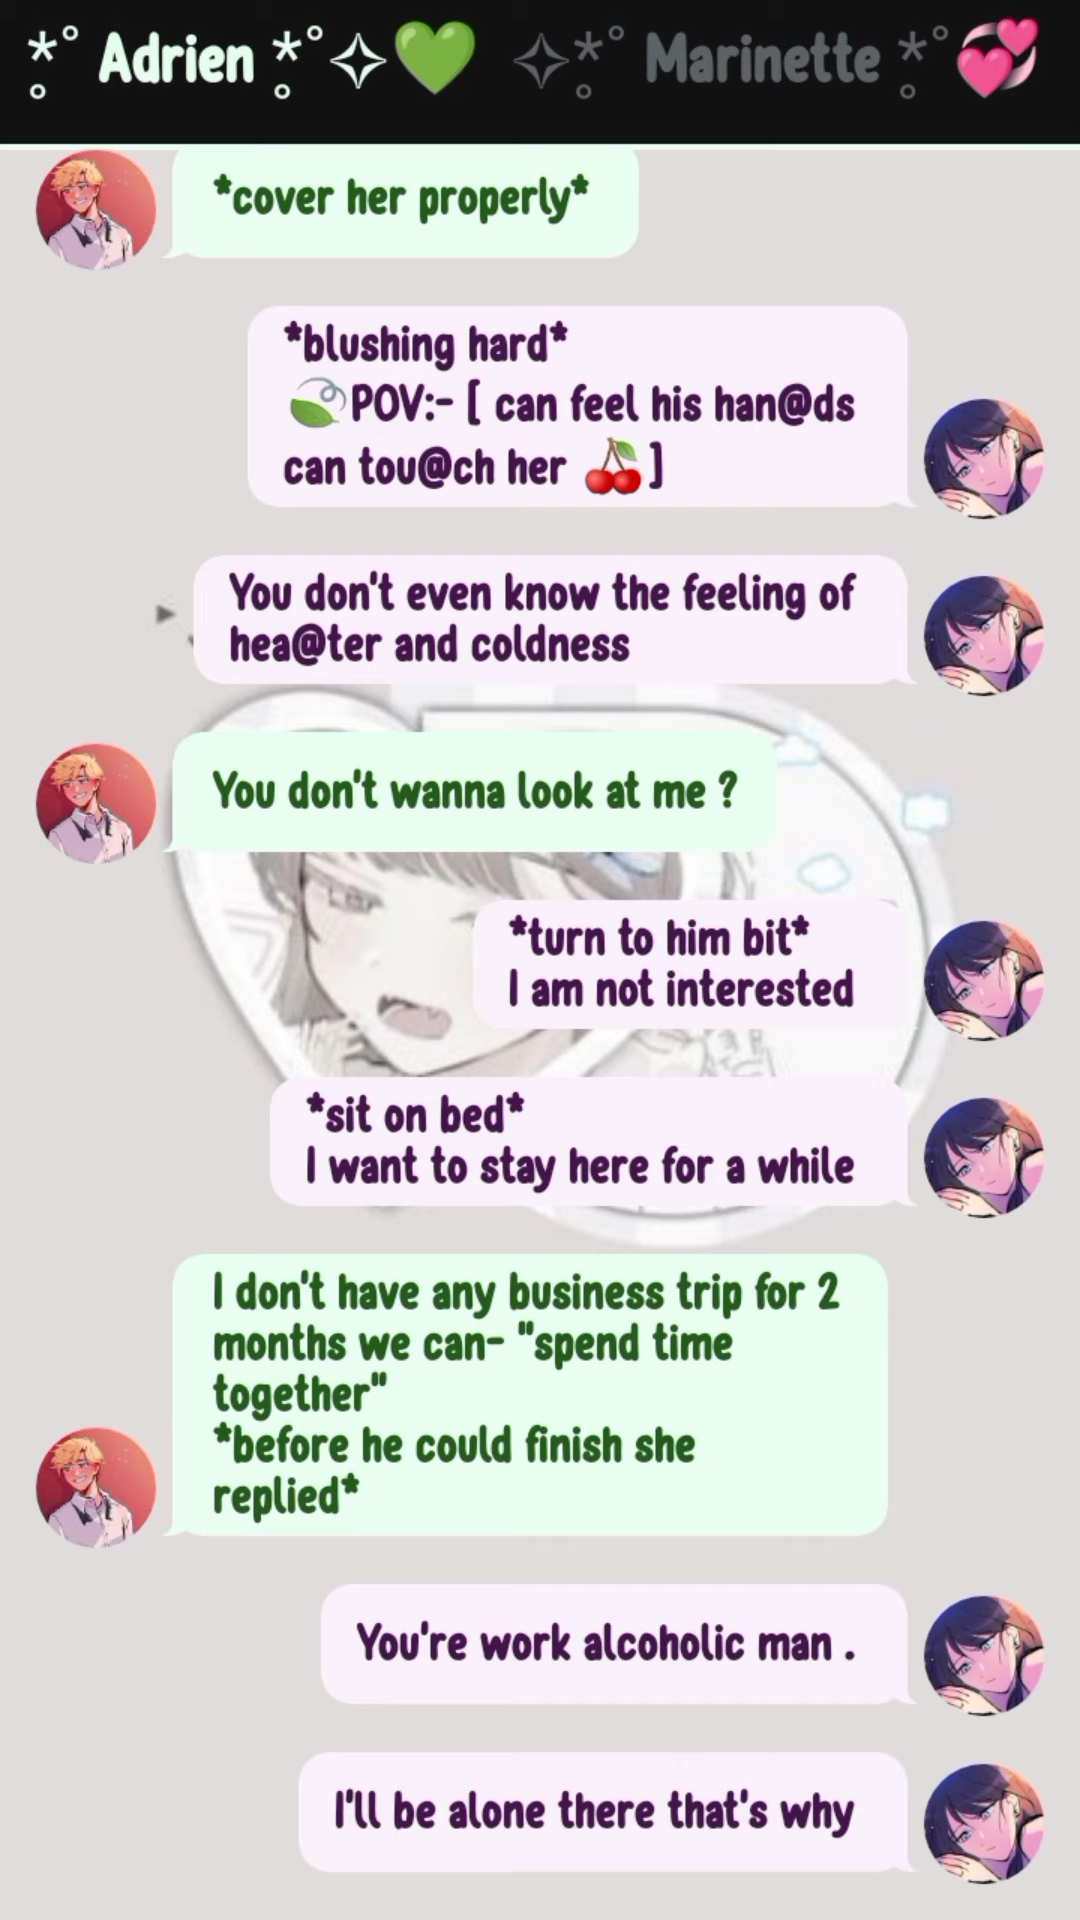 *° Adrien *°✧💚 ✧*° Marinette *°💞
*cover her properly*
*blushing hard*
🍃POV:- [ can feel his han@ds
can tou@ch her 🍒]
You don't even know the feeling of
hea@ter and coldness
You don't wanna look at me ?
*turn to him bit*
I am not interested
*sit on bed*
I want to stay here for a while
I don't have any business trip for 2
months we can- "spend time
together"
*before he could finish she
replied*
You're work alcoholic man .
I'll be alone there that's why